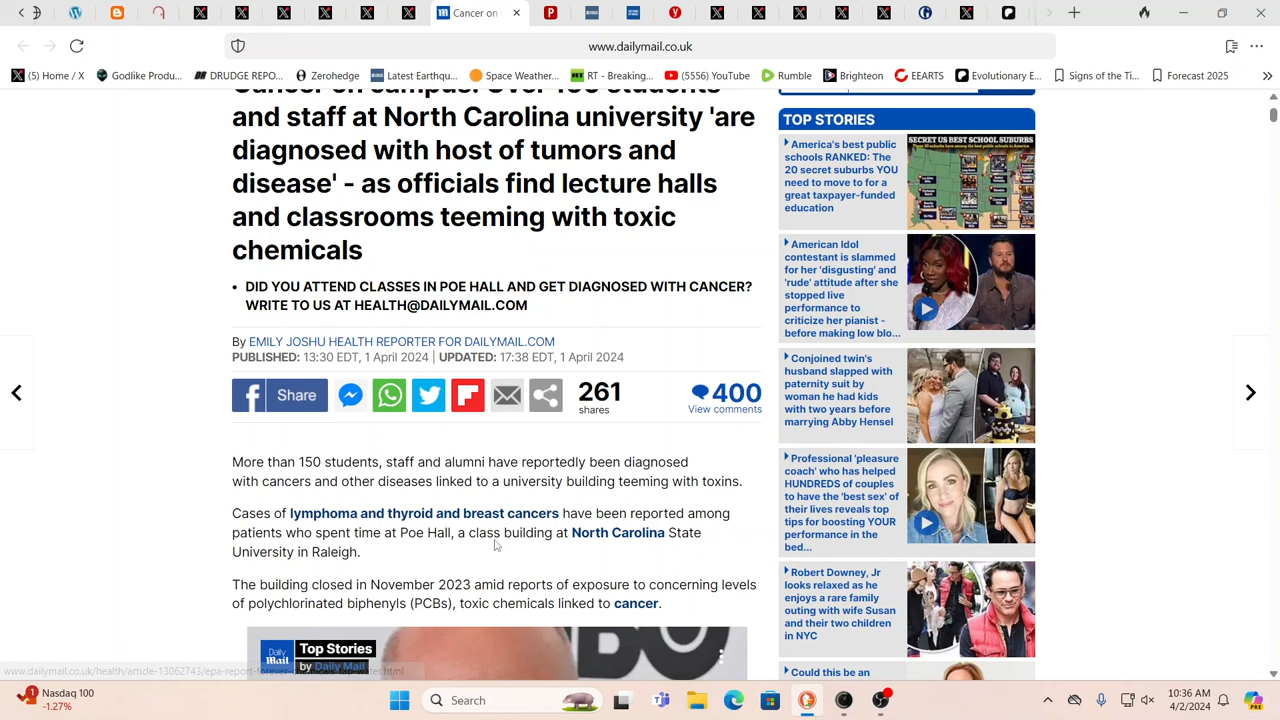 Cancer on
www.dailymail.co.uk
(5) Home / X
Godlike Produ...
DRUDGE REPO...
Zerohedge
Latest Earthqu...
Space Weather...
RT - Breaking...
(5556) YouTube
Rumble
Brighteon
EEARTS
Evolutionary E...
Signs of the Ti...
Forecast 2025
and staff at North Carolina university 'are
diagnosed with host of tumors and
disease' - as officials find lecture halls
and classrooms teeming with toxic
chemicals
• DID YOU ATTEND CLASSES IN POE HALL AND GET DIAGNOSED WITH CANCER?
WRITE TO US AT HEALTH@DAILYMAIL.COM
By EMILY JOSHU HEALTH REPORTER FOR DAILYMAIL.COM
PUBLISHED: 13:30 EDT, 1 April 2024 | UPDATED: 17:38 EDT, 1 April 2024
Share
261
shares
400
View comments
More than 150 students, staff and alumni have reportedly been diagnosed
with cancers and other diseases linked to a university building teeming with toxins.
Cases of lymphoma and thyroid and breast cancers have been reported among
patients who spent time at Poe Hall, a class building at North Carolina State
University in Raleigh.
The building closed in November 2023 amid reports of exposure to concerning levels
of polychlorinated biphenyls (PCBs), toxic chemicals linked to cancer.
Daily
Mail
Top Stories
by Daily Mail
TOP STORIES
SECRET US BEST SCHOOL SUBURBS
America's best public
schools RANKED: The
20 secret suburbs YOU
need to move to for a
great taxpayer-funded
education
American Idol
contestant is slammed
for her 'disgusting' and
'rude' attitude after she
stopped live
performance to
criticize her pianist -
before making low blo...
Conjoined twin's
husband slapped with
paternity suit by
woman he had kids
with two years before
marrying Abby Hensel
Professional 'pleasure
coach' who has helped
HUNDREDS of couples
to have the 'best sex' of
their lives reveals top
tips for boosting YOUR
performance in the
bed...
Robert Downey, Jr
looks relaxed as he
enjoys a rare family
outing with wife Susan
and their two children
in NYC
Could this be an
1
Nasdaq 100
-1.27%
Search
10:36 AM
4/2/2024
PRE